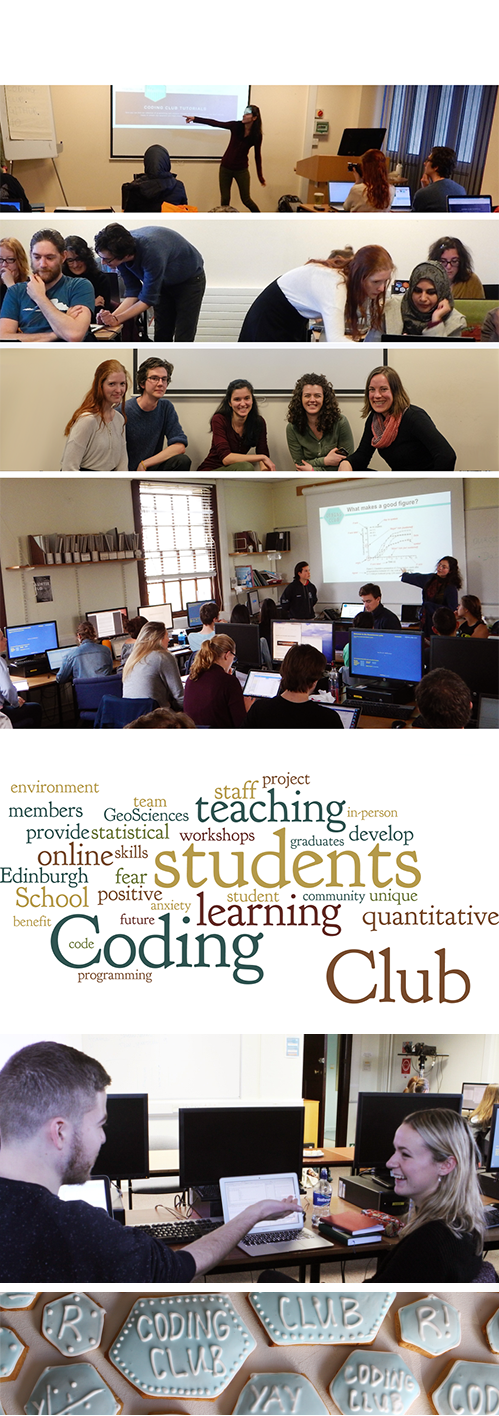 CODING CLUB TUTORIALS
What makes a good figure?
environment
staff project
members team
GeoSciences teaching in-person
provide statistical workshops graduates develop
online skills students
Edinburgh fear
School positive anxiety student community unique
benefit future learning quantitative
code Coding
programming Club
R
CODING
CLUB
CLUB
R!
YAY
CODING
CLUB
CO